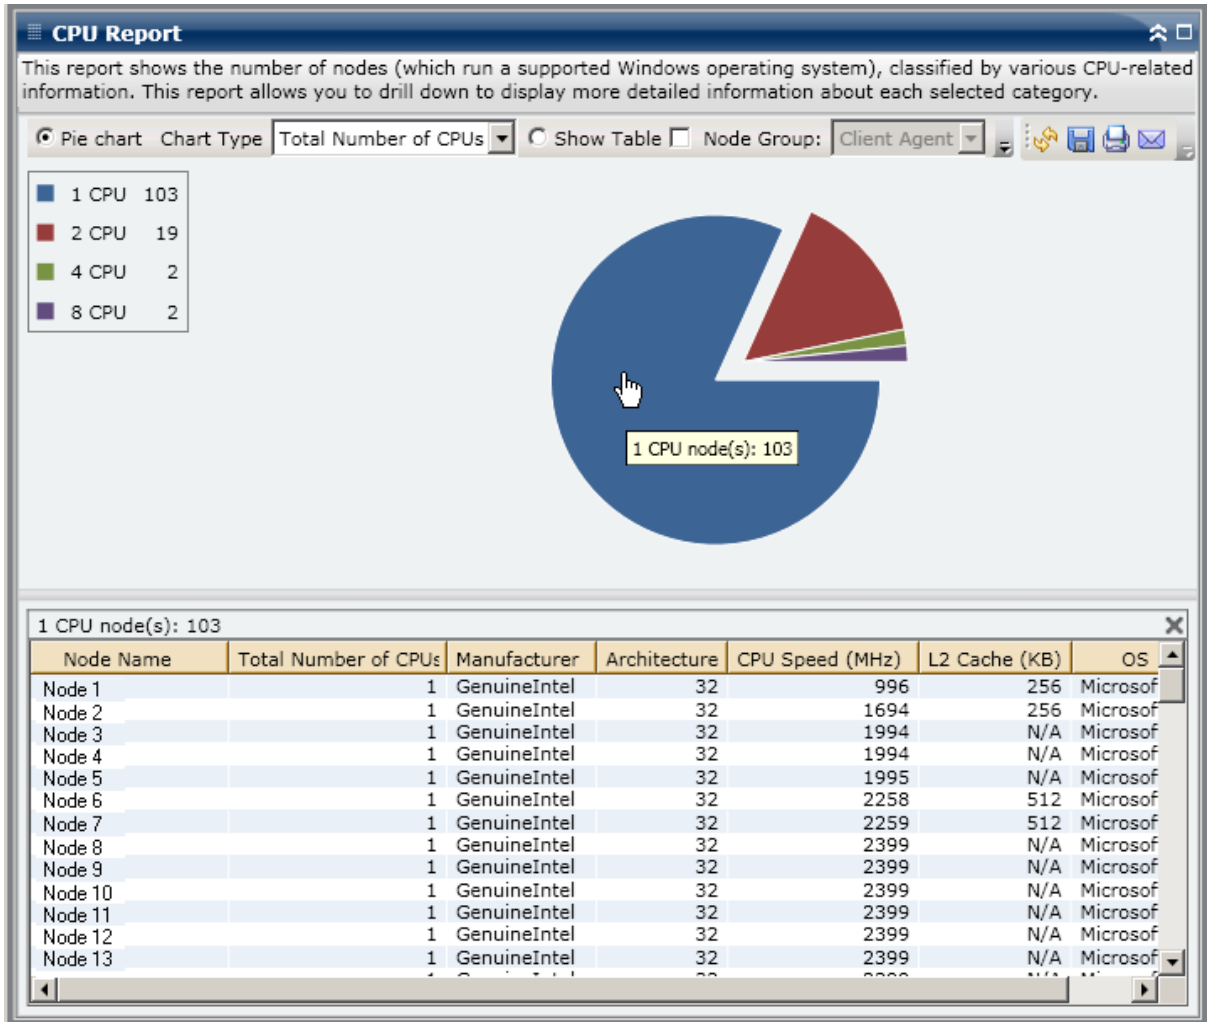 CPU Report
This report shows the number of nodes (which run a supported Windows operating system), classified by various CPU-related
information. This report allows you to drill down to display more detailed information about each selected category.
Pie chart Chart Type Total Number of CPUs Show Table Node Group: Client Agent
1 CPU 103
2 CPU 19
4 CPU 2
8 CPU 2
1 CPU node(s): 103
1 CPU node(s): 103
Node Name Total Number of CPUs Manufacturer Architecture CPU Speed (MHz) L2 Cache (KB) OS
Node 1 1 GenuineIntel 32 996 256 Microsof
Node 2 1 GenuineIntel 32 1694 256 Microsof
Node 3 1 GenuineIntel 32 1994 N/A Microsof
Node 4 1 GenuineIntel 32 1994 N/A Microsof
Node 5 1 GenuineIntel 32 1995 N/A Microsof
Node 6 1 GenuineIntel 32 2258 512 Microsof
Node 7 1 GenuineIntel 32 2259 512 Microsof
Node 8 1 GenuineIntel 32 2399 N/A Microsof
Node 9 1 GenuineIntel 32 2399 N/A Microsof
Node 10 1 GenuineIntel 32 2399 N/A Microsof
Node 11 1 GenuineIntel 32 2399 N/A Microsof
Node 12 1 GenuineIntel 32 2399 N/A Microsof
Node 13 1 GenuineIntel 32 2399 N/A Microsof